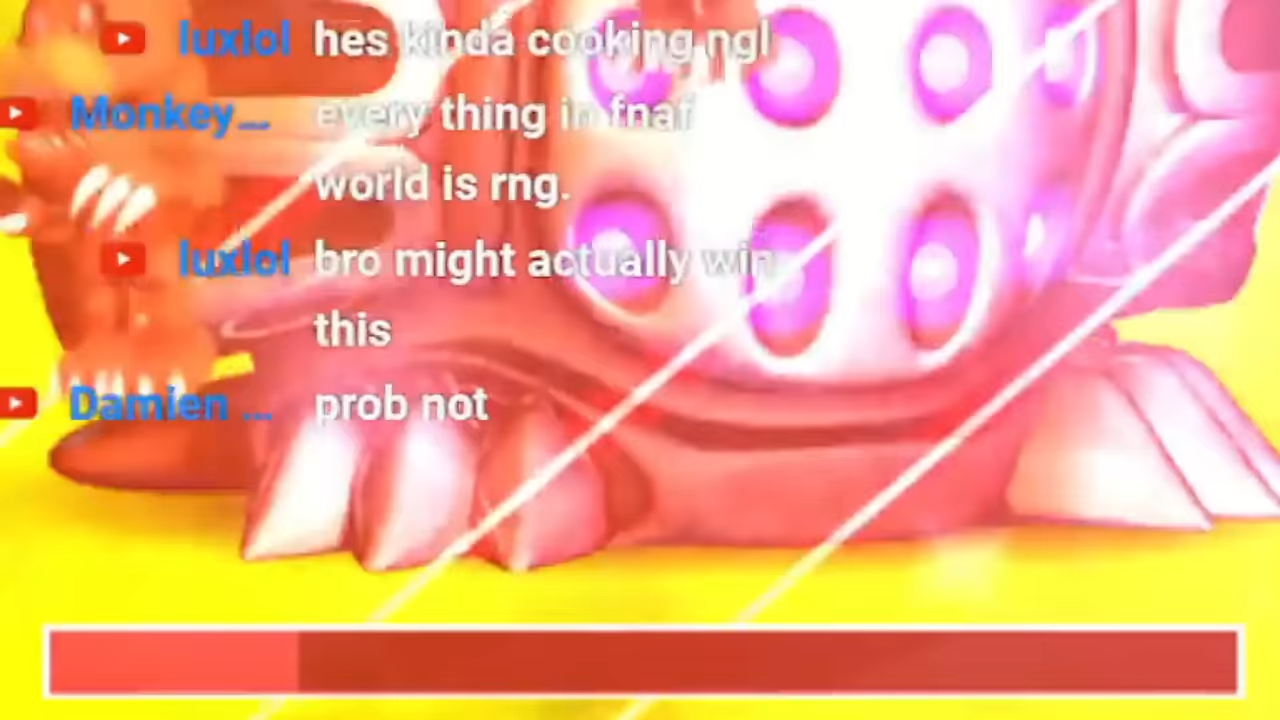 luxlol hes kinda cooking ngl
Monkey... every thing in fnaf
world is rng.
luxlol bro might actually win
this
Damien ... prob not